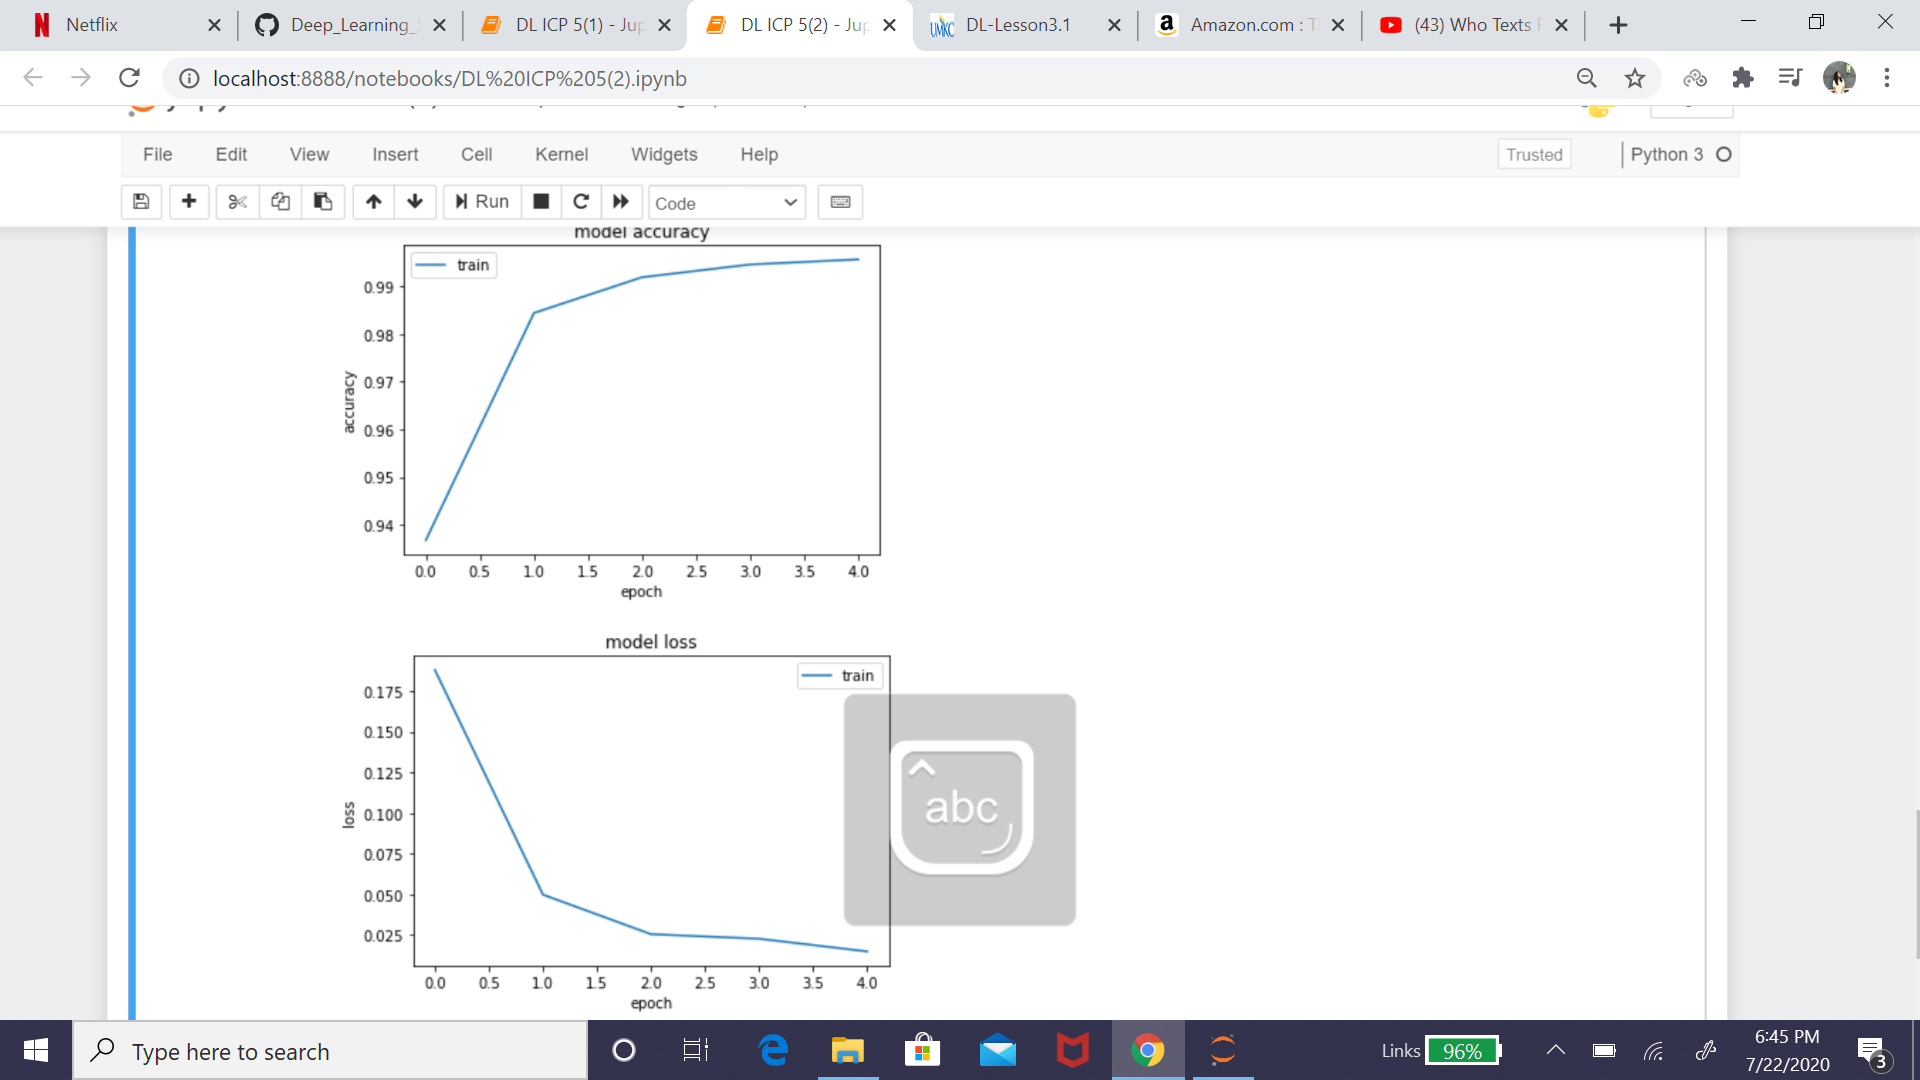 Netflix
Deep_Learning_
DL ICP 5(1) - Jup
DL ICP 5(2) - Jup
UMKC
DL-Lesson3.1
Amazon.com : T
(43) Who Texts
localhost:8888/notebooks/DL%20ICP%205(2).ipynb
File Edit View Insert Cell Kernel Widgets Help
Trusted
Python 3
Run
Code
model accuracy
train
0.99
0.98
0.97
0.96
0.95
0.94
accuracy
0.0 0.5 1.0 1.5 2.0 2.5 3.0 3.5 4.0
epoch
model loss
train
0.175
0.150
0.125
0.100
0.075
0.050
0.025
loss
0.0 0.5 1.0 1.5 2.0 2.5 3.0 3.5 4.0
epoch
abc
Type here to search
Links
96%
6:45 PM
7/22/2020
3